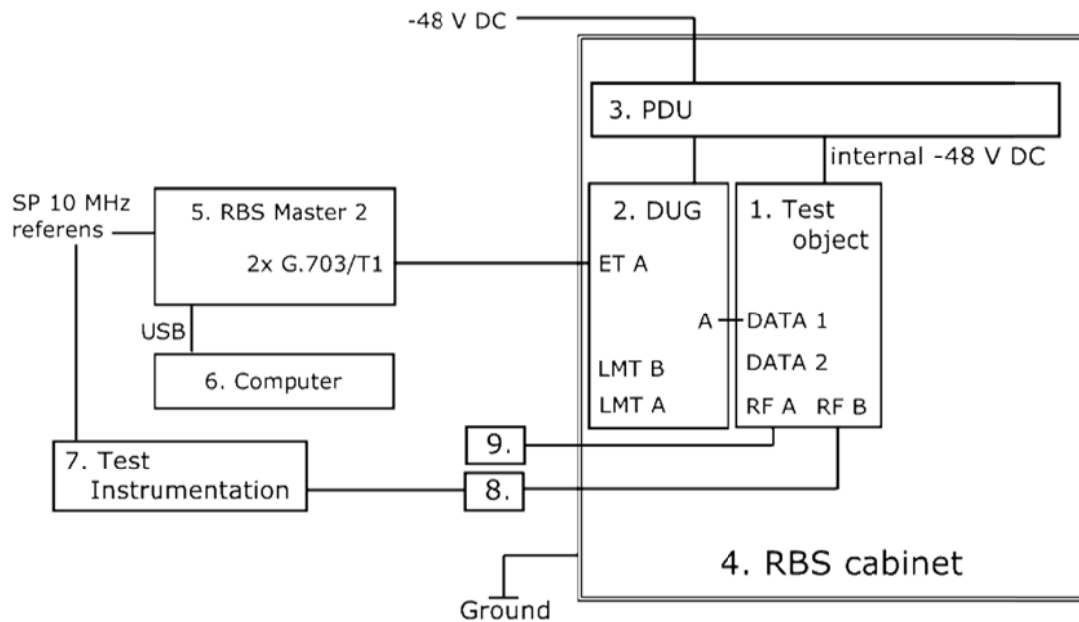 -48 V DC
3. PDU
internal -48 V DC
SP 10 MHz
referens
5. RBS Master 2
2x G.703/T1
2. DUG
ET A
A
LMT B
LMT A
1. Test
object
DATA 1
DATA 2
RF A RF B
USB
6. Computer
7. Test
Instrumentation
9.
8.
4. RBS cabinet
Ground